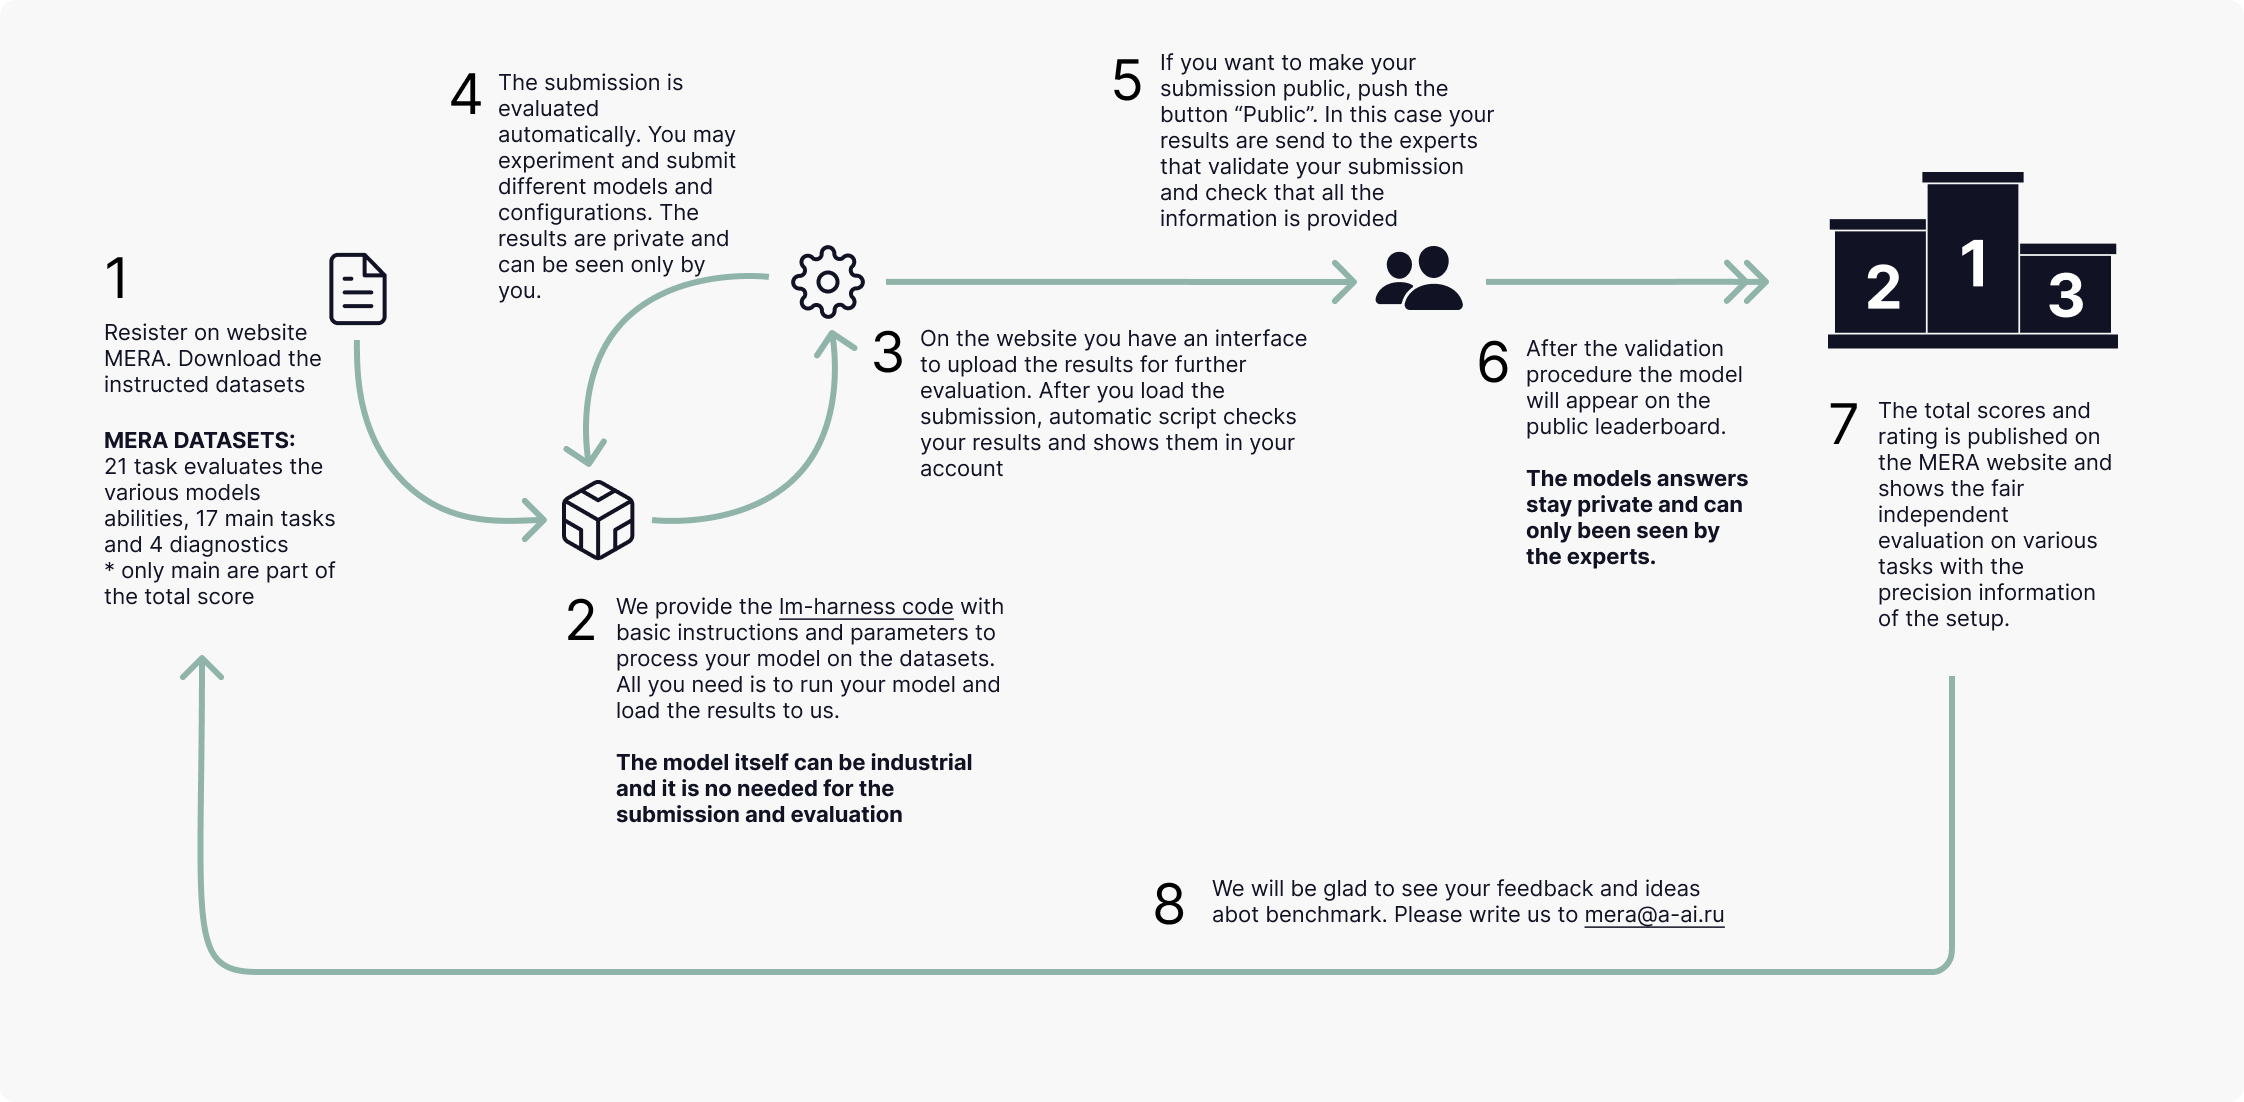 1
Resister on website
MERA. Download the
instructed datasets
MERA DATASETS:
21 task evaluates the
various models
abilities, 17 main tasks
and 4 diagnostics
* only main are part of
the total score
2
We provide the lm-harness code with
basic instructions and parameters to
process your model on the datasets.
All you need is to run your model and
load the results to us.
The model itself can be industrial
and it is no needed for the
submission and evaluation
3
On the website you have an interface
to upload the results for further
evaluation. After you load the
submission, automatic script checks
your results and shows them in your
account
4
The submission is
evaluated
automatically. You may
experiment and submit
different models and
configurations. The
results are private and
can be seen only by
you.
5
If you want to make your
submission public, push the
button “Public”. In this case your
results are send to the experts
that validate your submission
and check that all the
information is provided
6
After the validation
procedure the model
will appear on the
public leaderboard.
The models answers
stay private and can
only been seen by
the experts.
2 1 3
7
The total scores and
rating is published on
the MERA website and
shows the fair
independent
evaluation on various
tasks with the
precision information
of the setup.
8
We will be glad to see your feedback and ideas
abot benchmark. Please write us to mera@a-ai.ru